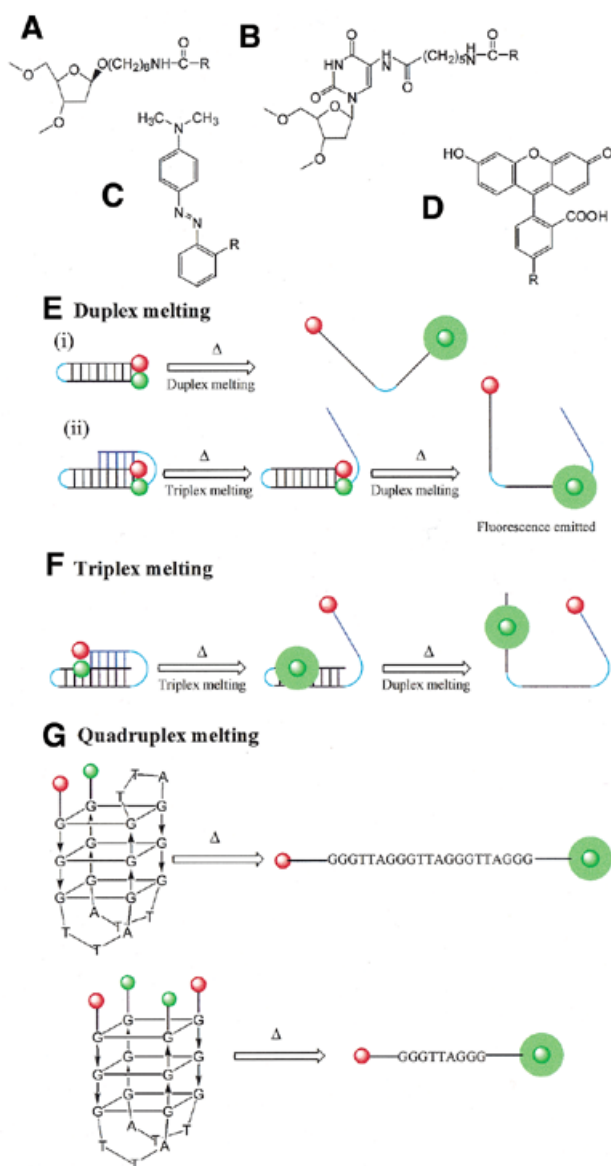 A
O(CH₂)₆NH—C—R
O
O
O
O
B
O
HN
N
O
H
N
O
(CH₂)₅N
H
O
R
O
O
O
C
H₃C
N
CH₃
N=N
R
D
HO
O
O
COOH
R
E Duplex melting
(i)
Δ
Duplex melting
(ii)
Δ
Triplex melting
Δ
Duplex melting
Fluorescence emitted
F Triplex melting
Δ
Triplex melting
Δ
Duplex melting
G Quadruplex melting
T A
T
G G
G G
G G
G G
G G
G G
A T T
T T A
Δ
GGGTTAGGGTTAGGGTTAGGG
G G
G G
G G
G G
G G
G G
A T T
T T A
Δ
GGGTTAGGG